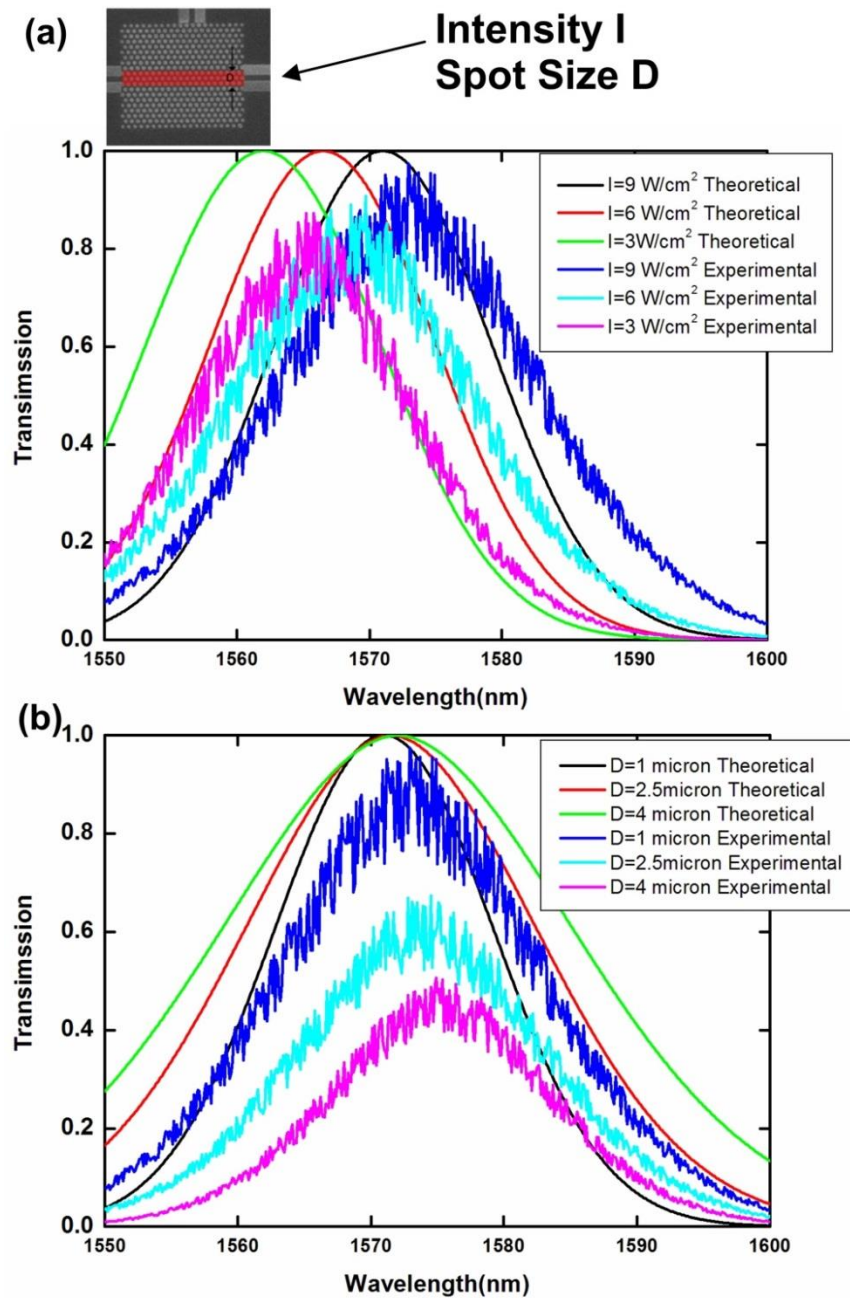 (a)
Intensity I
Spot Size D
D
1.0
0.8
0.6
0.4
0.2
0.0
Transimssion
I=9 W/cm² Theoretical
I=6 W/cm² Theoretical
I=3W/cm² Theoretical
I=9 W/cm² Experimental
I=6 W/cm² Experimental
I=3 W/cm² Experimental
1550 1560 1570 1580 1590 1600
Wavelength(nm)
(b)
1.0
0.8
0.6
0.4
0.2
0.0
Transimssion
D=1 micron Theoretical
D=2.5micron Theoretical
D=4 micron Theoretical
D=1 micron Experimental
D=2.5micron Experimental
D=4 micron Experimental
1550 1560 1570 1580 1590 1600
Wavelength(nm)